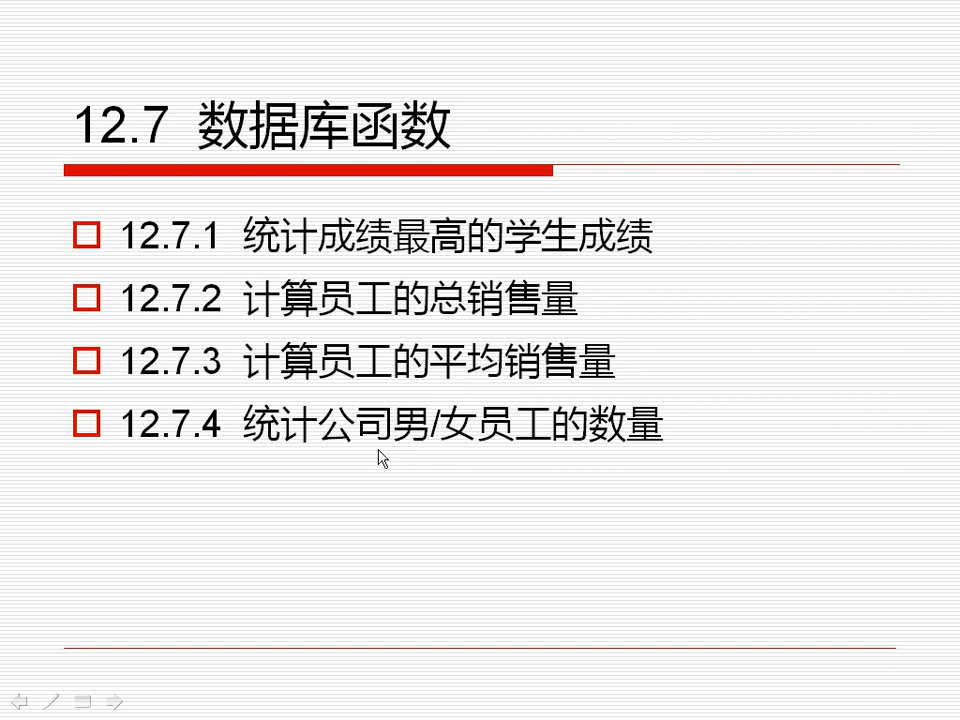 12.7 数据库函数
12.7.1 统计成绩最高的学生成绩
12.7.2 计算员工的总销售量
12.7.3 计算员工的平均销售量
12.7.4 统计公司男/女员工的数量